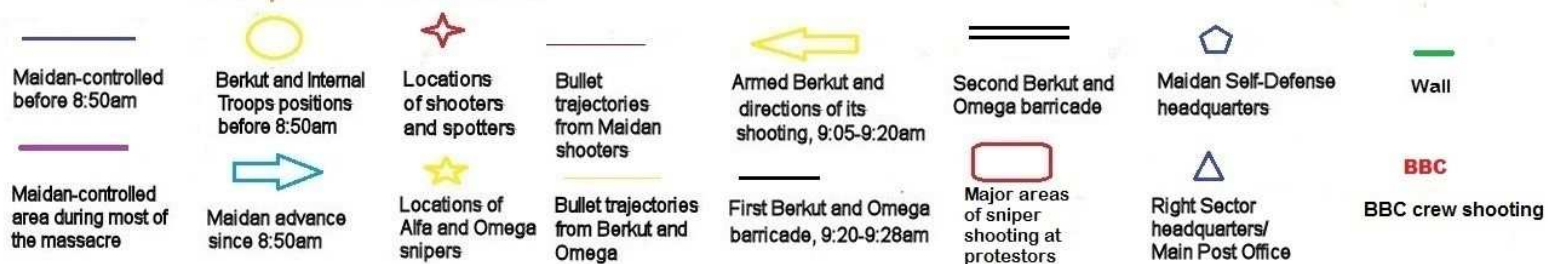 Maidan-controlled
before 8:50am
Berkut and Internal
Troops positions
before 8:50am
Locations
of shooters
and spotters
Bullet
trajectories
from Maidan
shooters
Armed Berkut and
directions of its
shooting, 9:05-9:20am
Second Berkut and
Omega barricade
Maidan Self-Defense
headquarters
Wall
Maidan-controlled
area during most of
the massacre
Maidan advance
since 8:50am
Locations of
Alfa and Omega
snipers
Bullet trajectories
from Berkut and
Omega
First Berkut and Omega
barricade, 9:20-9:28am
Major areas
of sniper
shooting at
protestors
Right Sector
headquarters/
Main Post Office
BBC
BBC crew shooting